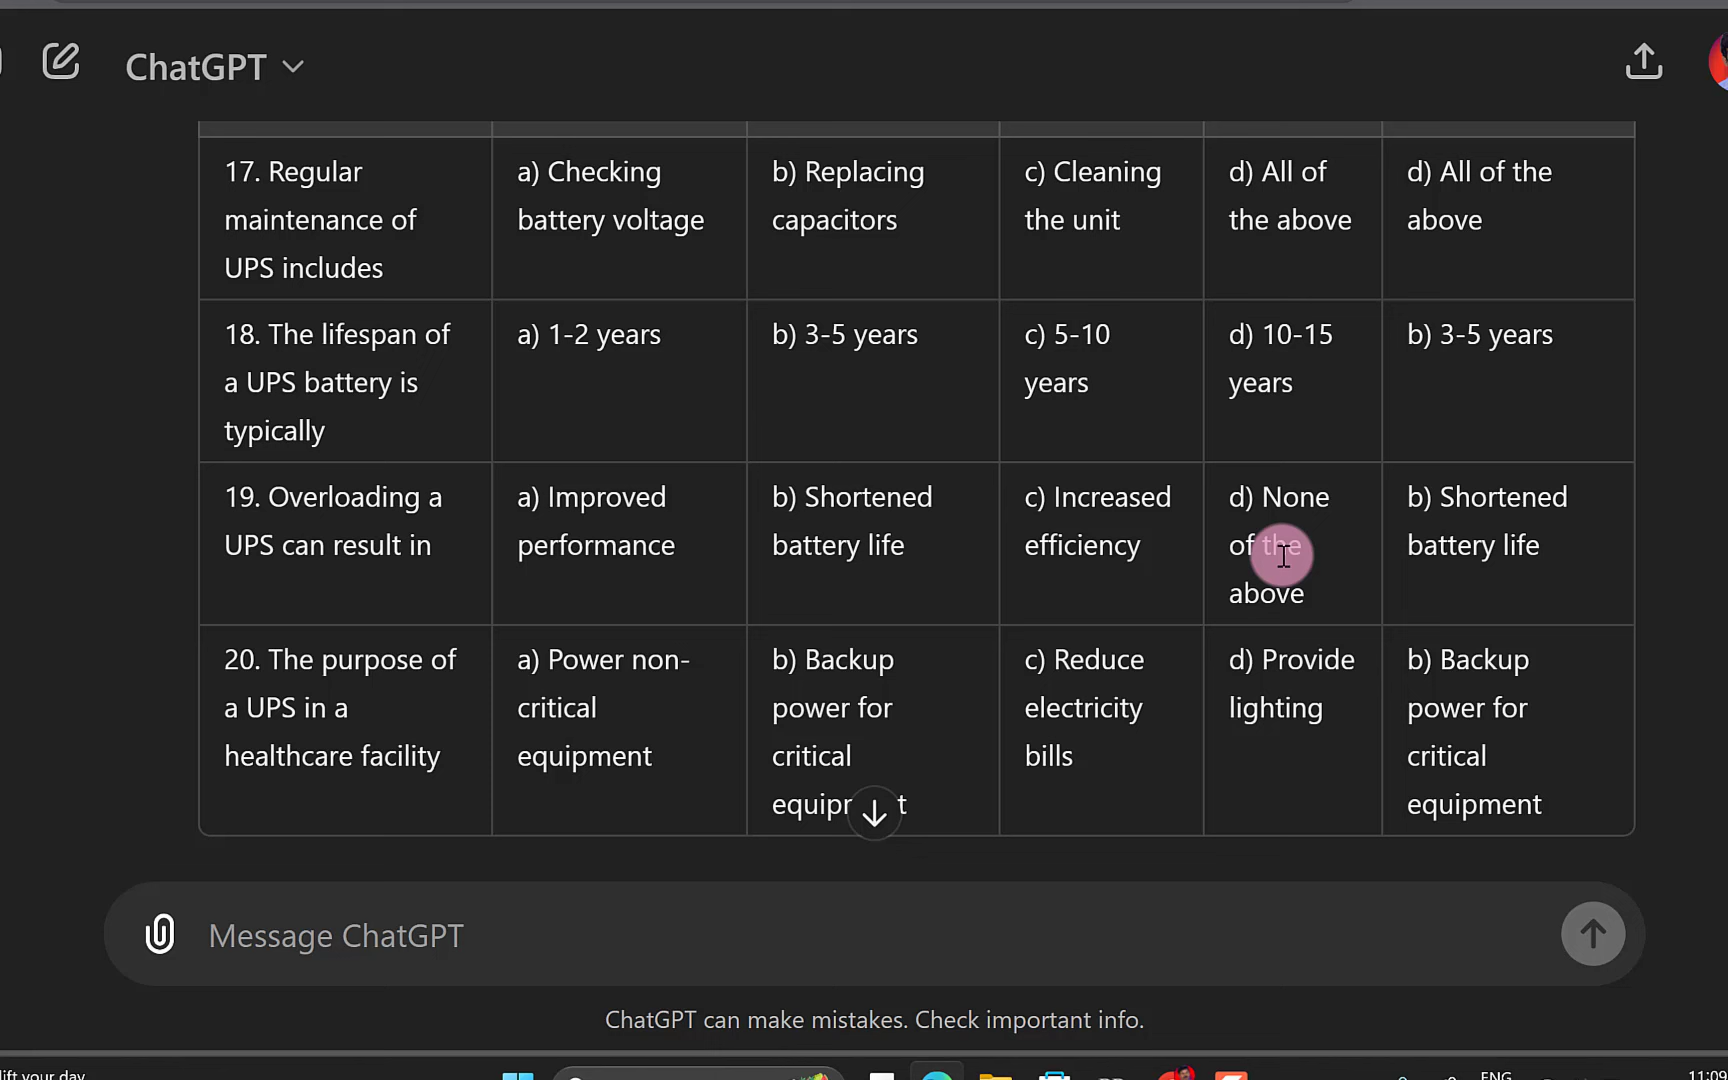 ChatGPT
17. Regular
maintenance of
UPS includes
a) Checking
battery voltage
b) Replacing
capacitors
c) Cleaning
the unit
d) All of
the above
d) All of the
above
18. The lifespan of
a UPS battery is
typically
a) 1-2 years
b) 3-5 years
c) 5-10
years
d) 10-15
years
b) 3-5 years
19. Overloading a
UPS can result in
a) Improved
performance
b) Shortened
battery life
c) Increased
efficiency
d) None
of the
above
b) Shortened
battery life
20. The purpose of
a UPS in a
healthcare facility
a) Power non-
critical
equipment
b) Backup
power for
critical
c) Reduce
electricity
bills
d) Provide
lighting
b) Backup
power for
critical
equipment
Message ChatGPT
ChatGPT can make mistakes. Check important info.
your day
ENG
11:09